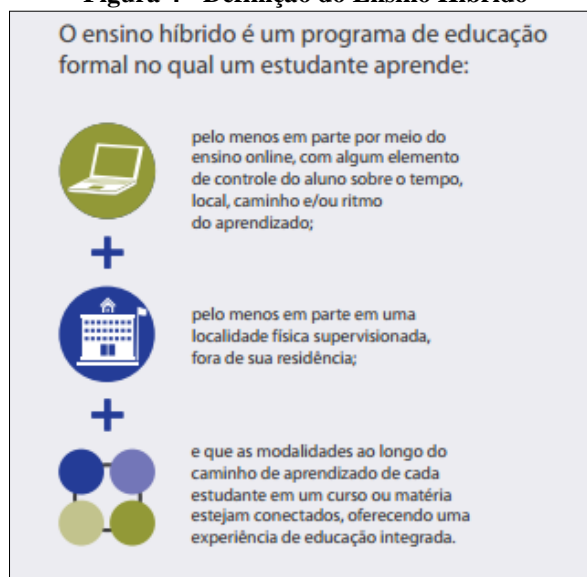 O ensino híbrido é um programa de educação
formal no qual um estudante aprende:
pelo menos em parte por meio do
ensino online, com algum elemento
de controle do aluno sobre o tempo,
local, caminho e/ou ritmo
do aprendizado;
+
pelo menos em parte em uma
localidade física supervisionada,
fora de sua residência;
+
e que as modalidades ao longo do
caminho de aprendizado de cada
estudante em um curso ou matéria
estejam conectados, oferecendo uma
experiência de educação integrada.